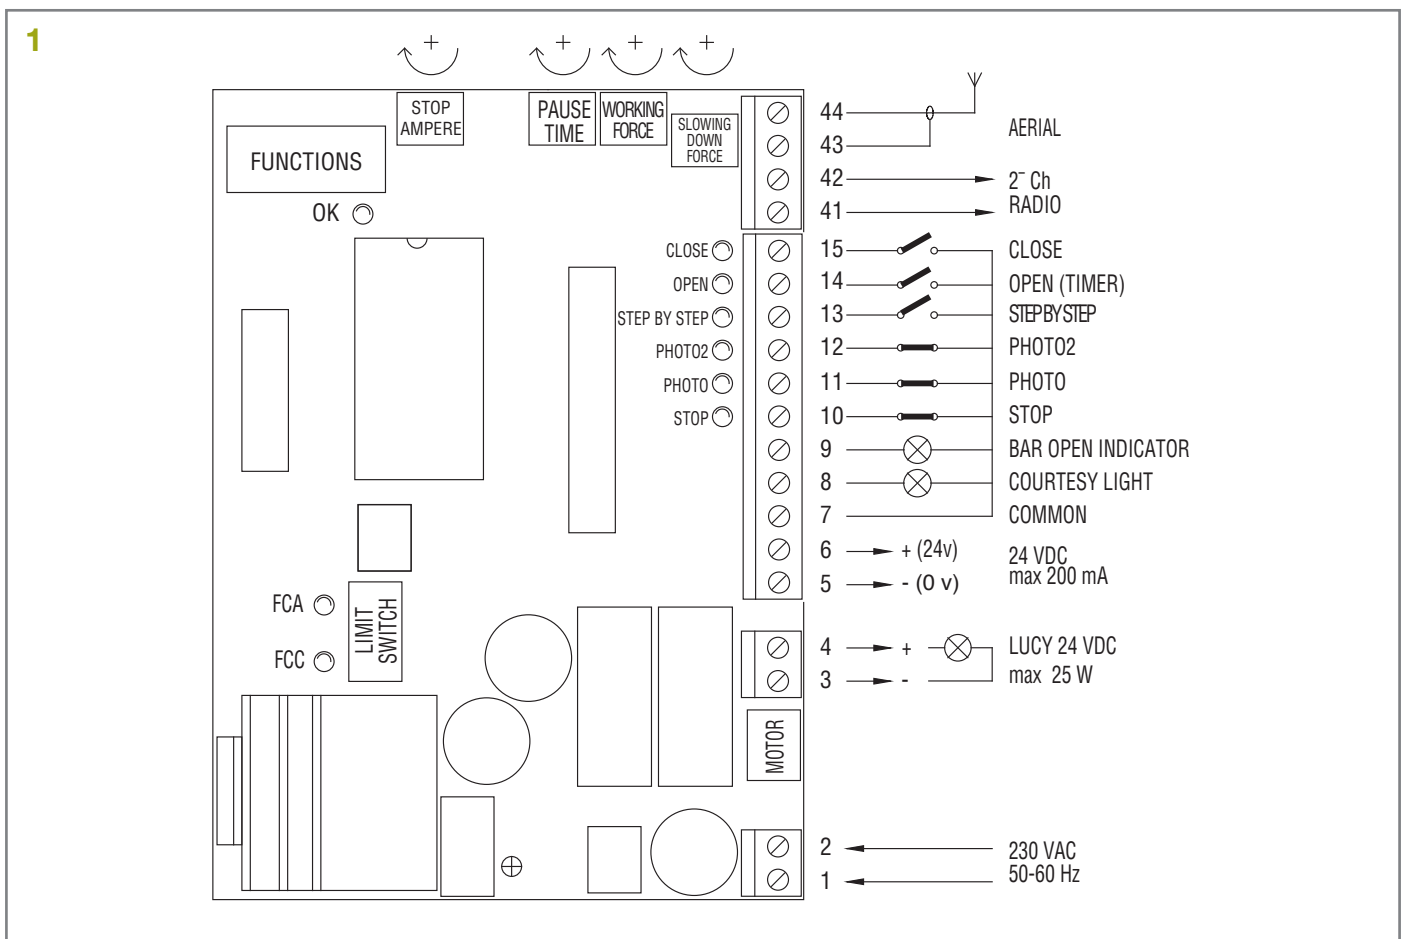 1
+ + + +
STOP
AMPERE
PAUSE
TIME
WORKING
FORCE
SLOWING
DOWN
FORCE
FUNCTIONS
OK
44
43
AERIAL
42
41
2¯ Ch
RADIO
CLOSE 15 CLOSE
OPEN 14 OPEN (TIMER)
STEP BY STEP 13 STEP BY STEP
PHOTO2 12 PHOTO2
PHOTO 11 PHOTO
STOP 10 STOP
9 BAR OPEN INDICATOR
8 COURTESY LIGHT
7 COMMON
6 + (24v)
5 - (0 v)
24 VDC
max 200 mA
FCA
FCC
LIMIT
SWITCH
4 + LUCY 24 VDC
3 - max 25 W
MOTOR
2
1
230 VAC
50-60 Hz